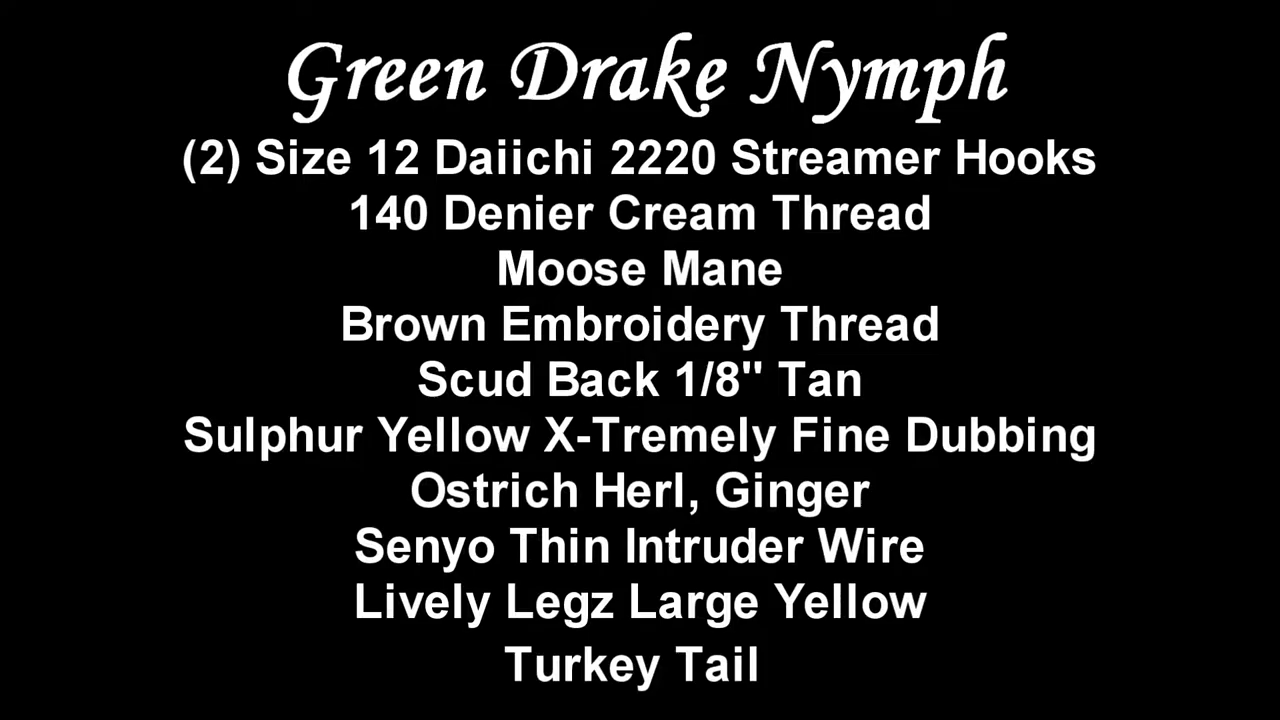 Green Drake Nymph
(2) Size 12 Daiichi 2220 Streamer Hooks
140 Denier Cream Thread
Moose Mane
Brown Embroidery Thread
Scud Back 1/8" Tan
Sulphur Yellow X-Tremely Fine Dubbing
Ostrich Herl, Ginger
Senyo Thin Intruder Wire
Lively Legz Large Yellow
Turkey Tail